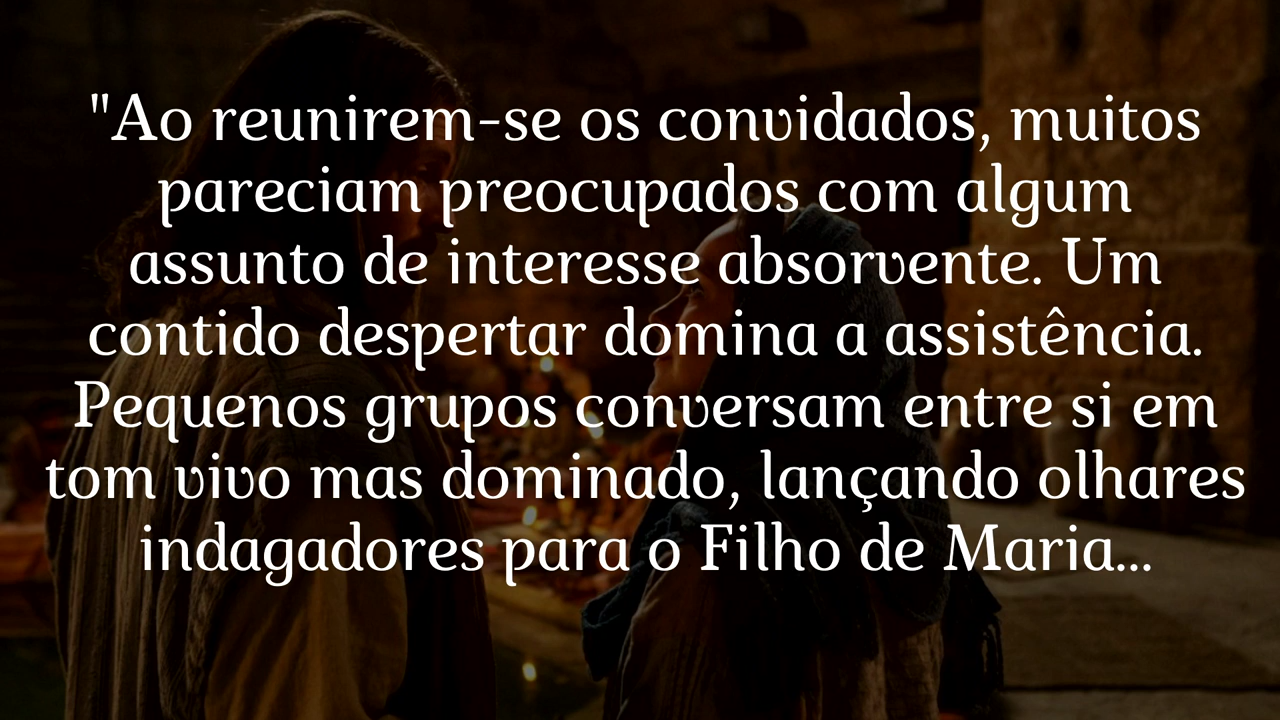 "Ao reunirem-se os convidados, muitos
pareciam preocupados com algum
assunto de interesse absorvente. Um
contido despertar domina a assistência.
Pequenos grupos conversam entre si em
tom vivo mas dominado, lançando olhares
indagadores para o Filho de Maria...